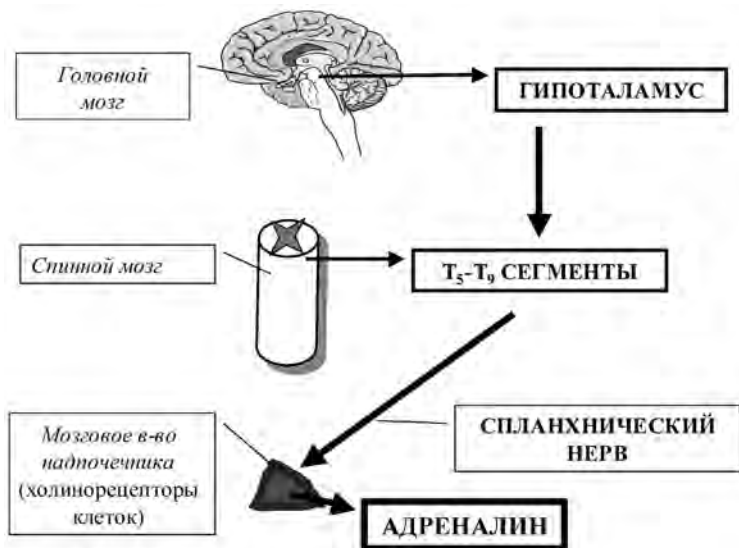 Головной
мозг
ГИПОТАЛАМУС
Спинной мозг
T₅-T₉ СЕГМЕНТЫ
Мозговое в-во
надпочечника
(холинорецепторы
клеток)
СПЛАНХНИЧЕСКИЙ
НЕРВ
АДРЕНАЛИН